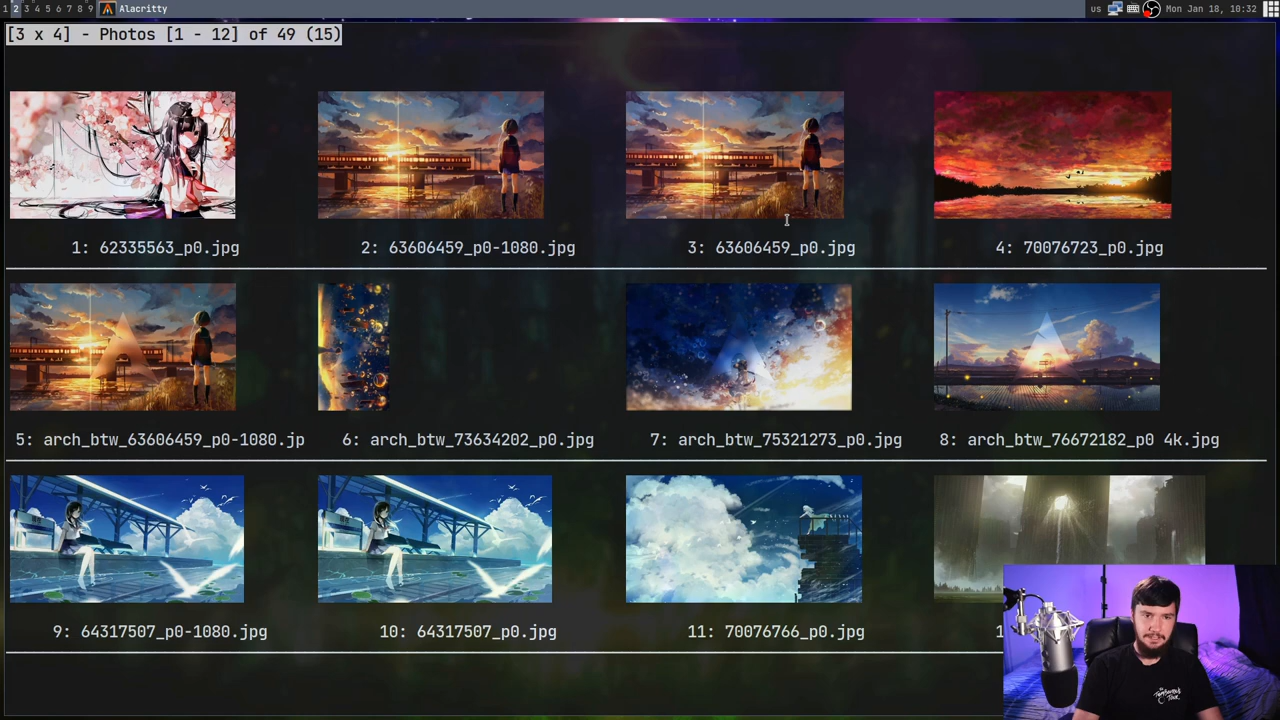 1 2 3 4 5 6 7 8 9 Alacritty us Mon Jan 18, 10:32
[3 x 4] - Photos [1 - 12] of 49 (15)
1: 62335563_p0.jpg 2: 63606459_p0-1080.jpg 3: 63606459_p0.jpg 4: 70076723_p0.jpg
5: arch_btw_63606459_p0-1080.jp 6: arch_btw_73634202_p0.jpg 7: arch_btw_75321273_p0.jpg 8: arch_btw_76672182_p0 4k.jpg
9: 64317507_p0-1080.jpg 10: 64317507_p0.jpg 11: 70076766_p0.jpg 1